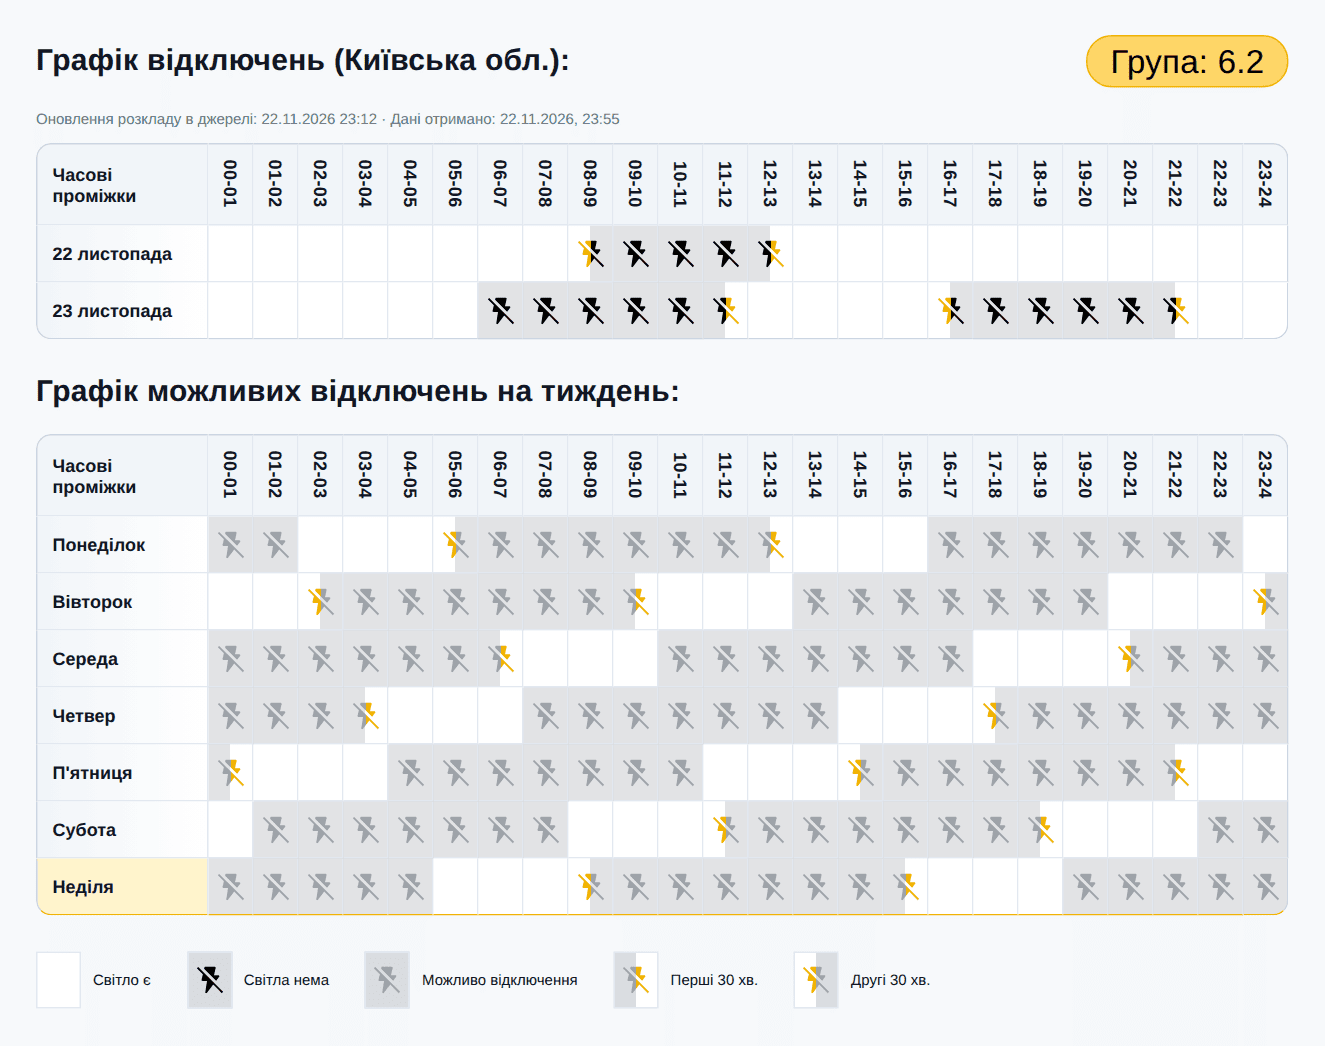 Графік відключень (Київська обл.):
Група: 6.2
Оновлення розкладу в джерелі: 22.11.2026 23:12 · Дані отримано: 22.11.2026, 23:55
Часові проміжки 00-01 01-02 02-03 03-04 04-05 05-06 06-07 07-08 08-09 09-10 10-11 11-12 12-13 13-14 14-15 15-16 16-17 17-18 18-19 19-20 20-21 21-22 22-23 23-24
22 листопада
23 листопада
Графік можливих відключень на тиждень:
Часові проміжки 00-01 01-02 02-03 03-04 04-05 05-06 06-07 07-08 08-09 09-10 10-11 11-12 12-13 13-14 14-15 15-16 16-17 17-18 18-19 19-20 20-21 21-22 22-23 23-24
Понеділок
Вівторок
Середа
Четвер
П'ятниця
Субота
Неділя
Світло є Світла нема Можливо відключення Перші 30 хв. Другі 30 хв.